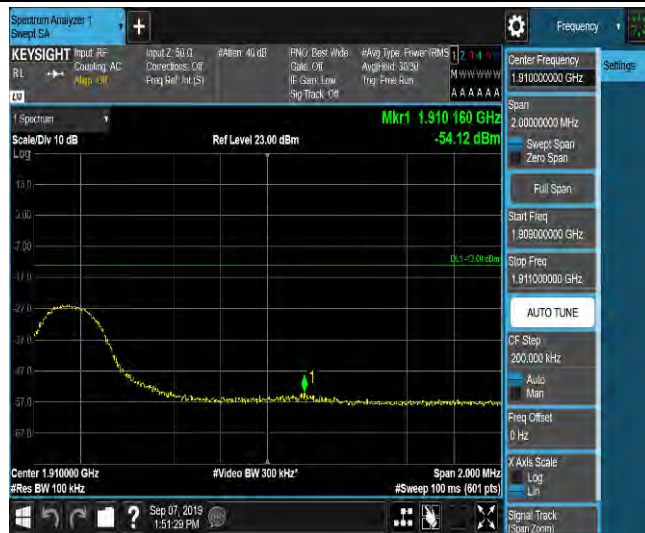 Spectrum Analyzer 1
Swept SA
+
Frequency
KEYSIGHT Input: RF Input Z: 50 Ω #Atten: 40 dB PNO: Best Wide #Avg Type: Power (RMS 1 2
RL Coupling: AC Corrections: Off Gate: Off Avg|Hold: 30/30 M W W W W W
Align: Off Freq Ref: Int (S) IF Gain: Low Trig: Free Run
Sig Track: Off A A A A A A
1 Spectrum
Mkr1 1.910 160 GHz
Scale/Div 10 dB Ref Level 23.00 dBm -54.12 dBm
Log
13.0
3.00
-7.00
DL1 -13.00 dBm
-17.0
-27.0
-37.0
-47.0
1
-57.0
-67.0
Center 1.910000 GHz #Video BW 300 kHz* Span 2.000 MHz
#Res BW 100 kHz #Sweep 100 ms (601 pts)
Sep 07, 2019
1:51:29 PM
Settings
Center Frequency
1.910000000 GHz
Span
2.00000000 MHz
Swept Span
Zero Span
Full Span
Start Freq
1.909000000 GHz
Stop Freq
1.911000000 GHz
AUTO TUNE
CF Step
200.000 kHz
Auto
Man
Freq Offset
0 Hz
X Axis Scale
Log
Lin
Signal Track
(Span Zoom)